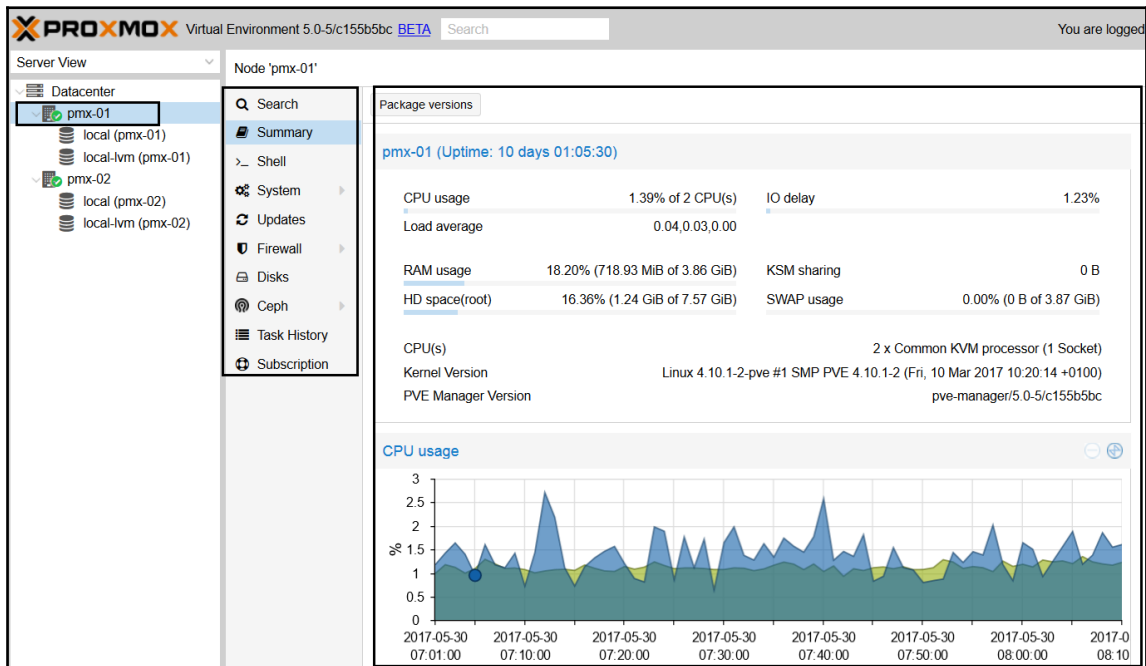 PROXMOX Virtual Environment 5.0-5/c155b5bc BETA Search You are logged
Server View
Node 'pmx-01'
Datacenter
pmx-01
local (pmx-01)
local-lvm (pmx-01)
pmx-02
local (pmx-02)
local-lvm (pmx-02)
Search
Summary
Shell
System
Updates
Firewall
Disks
Ceph
Task History
Subscription
Package versions
pmx-01 (Uptime: 10 days 01:05:30)
CPU usage 1.39% of 2 CPU(s) IO delay 1.23%
Load average 0.04,0.03,0.00
RAM usage 18.20% (718.93 MiB of 3.86 GiB) KSM sharing 0 B
HD space(root) 16.36% (1.24 GiB of 7.57 GiB) SWAP usage 0.00% (0 B of 3.87 GiB)
CPU(s) 2 x Common KVM processor (1 Socket)
Kernel Version Linux 4.10.1-2-pve #1 SMP PVE 4.10.1-2 (Fri, 10 Mar 2017 10:20:14 +0100)
PVE Manager Version pve-manager/5.0-5/c155b5bc
CPU usage
3
2.5
2
1.5
1
0.5
0
%
2017-05-30 2017-05-30 2017-05-30 2017-05-30 2017-05-30 2017-05-30 2017-05-30 2017-0
07:01:00 07:10:00 07:20:00 07:30:00 07:40:00 07:50:00 08:00:00 08:10